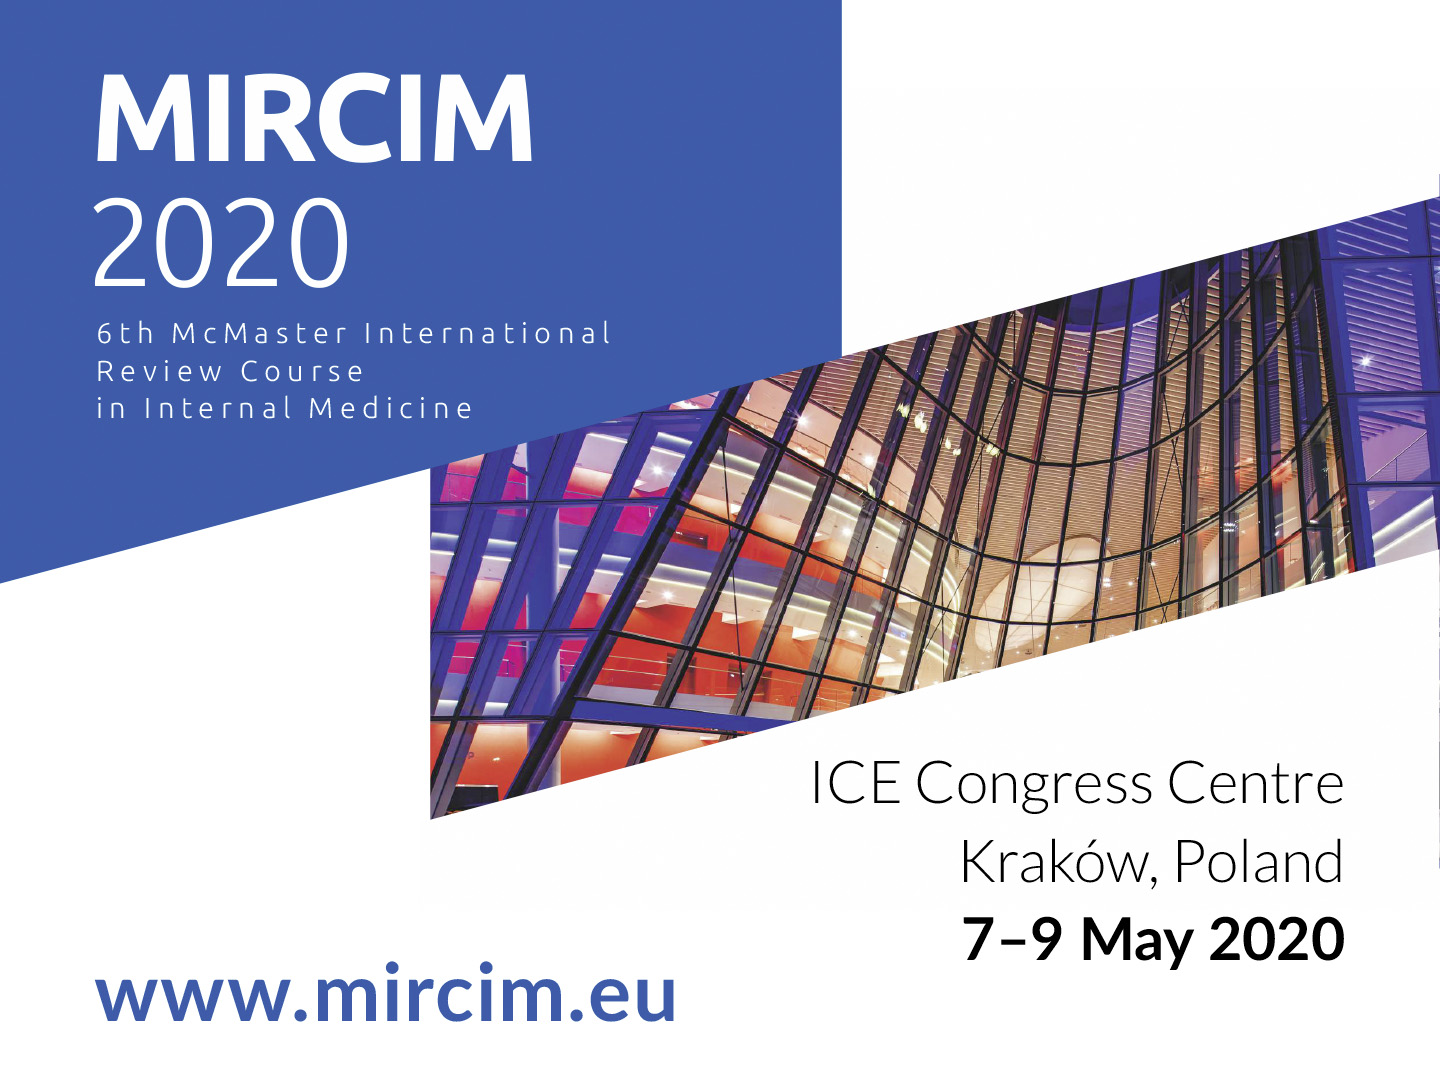 MIRCIM
2020
6th McMaster International
Review Course
in Internal Medicine
ICE Congress Centre
Kraków, Poland
7–9 May 2020
www.mircim.eu